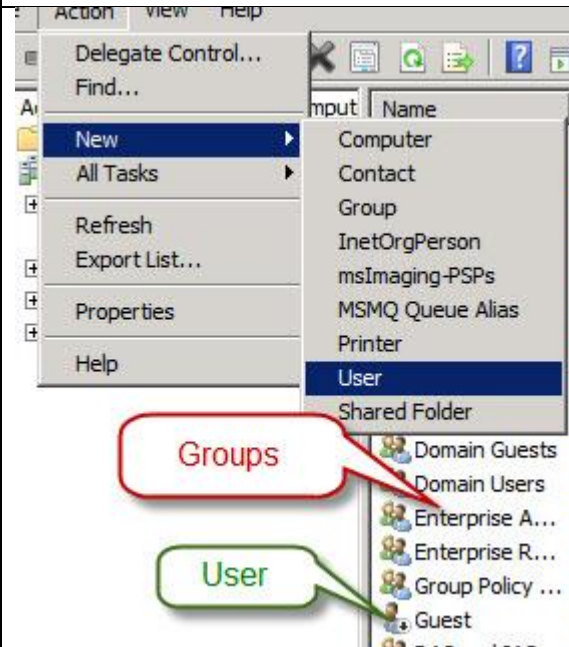 Action View Help
Delegate Control...
Find...
New
All Tasks
Refresh
Export List...
Properties
Help
Name
Computer
Contact
Group
InetOrgPerson
msImaging-PSPs
MSMQ Queue Alias
Printer
User
Shared Folder
Groups
User
Domain Guests
Domain Users
Enterprise A...
Enterprise R...
Group Policy ...
Guest